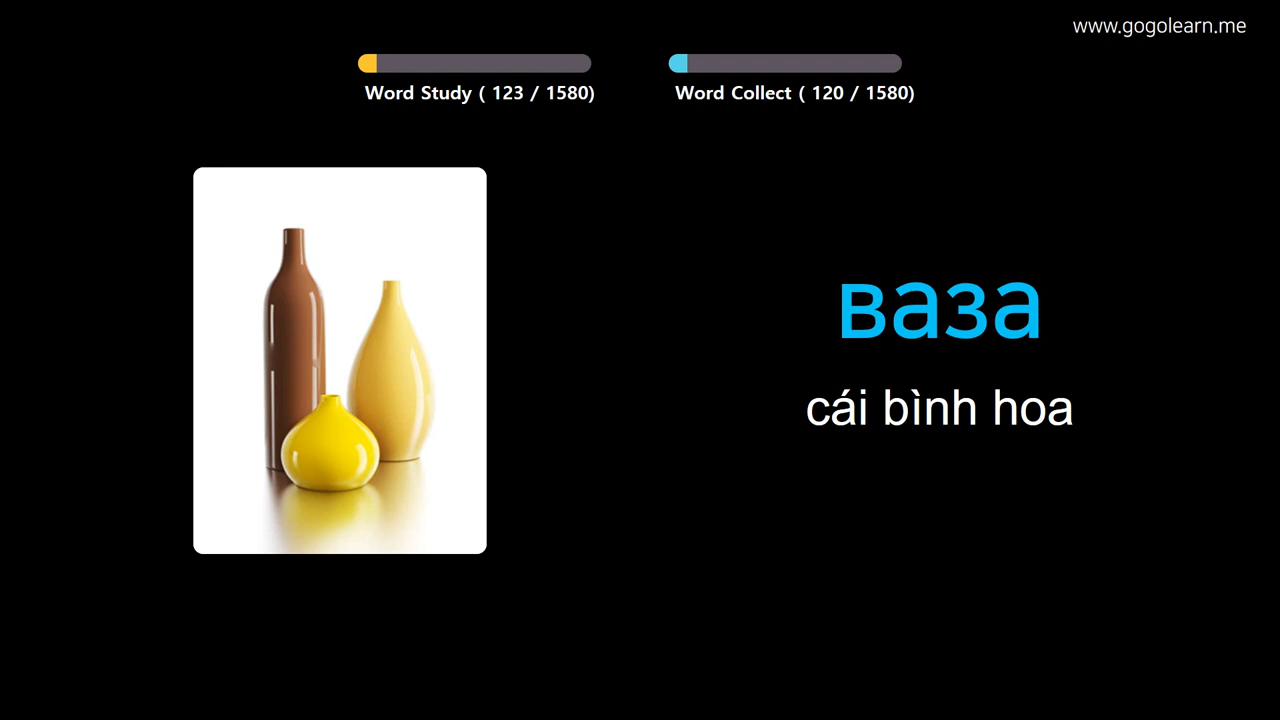 www.gogolearn.me
Word Study ( 123 / 1580)
Word Collect ( 120 / 1580)
ваза
cái bình hoa